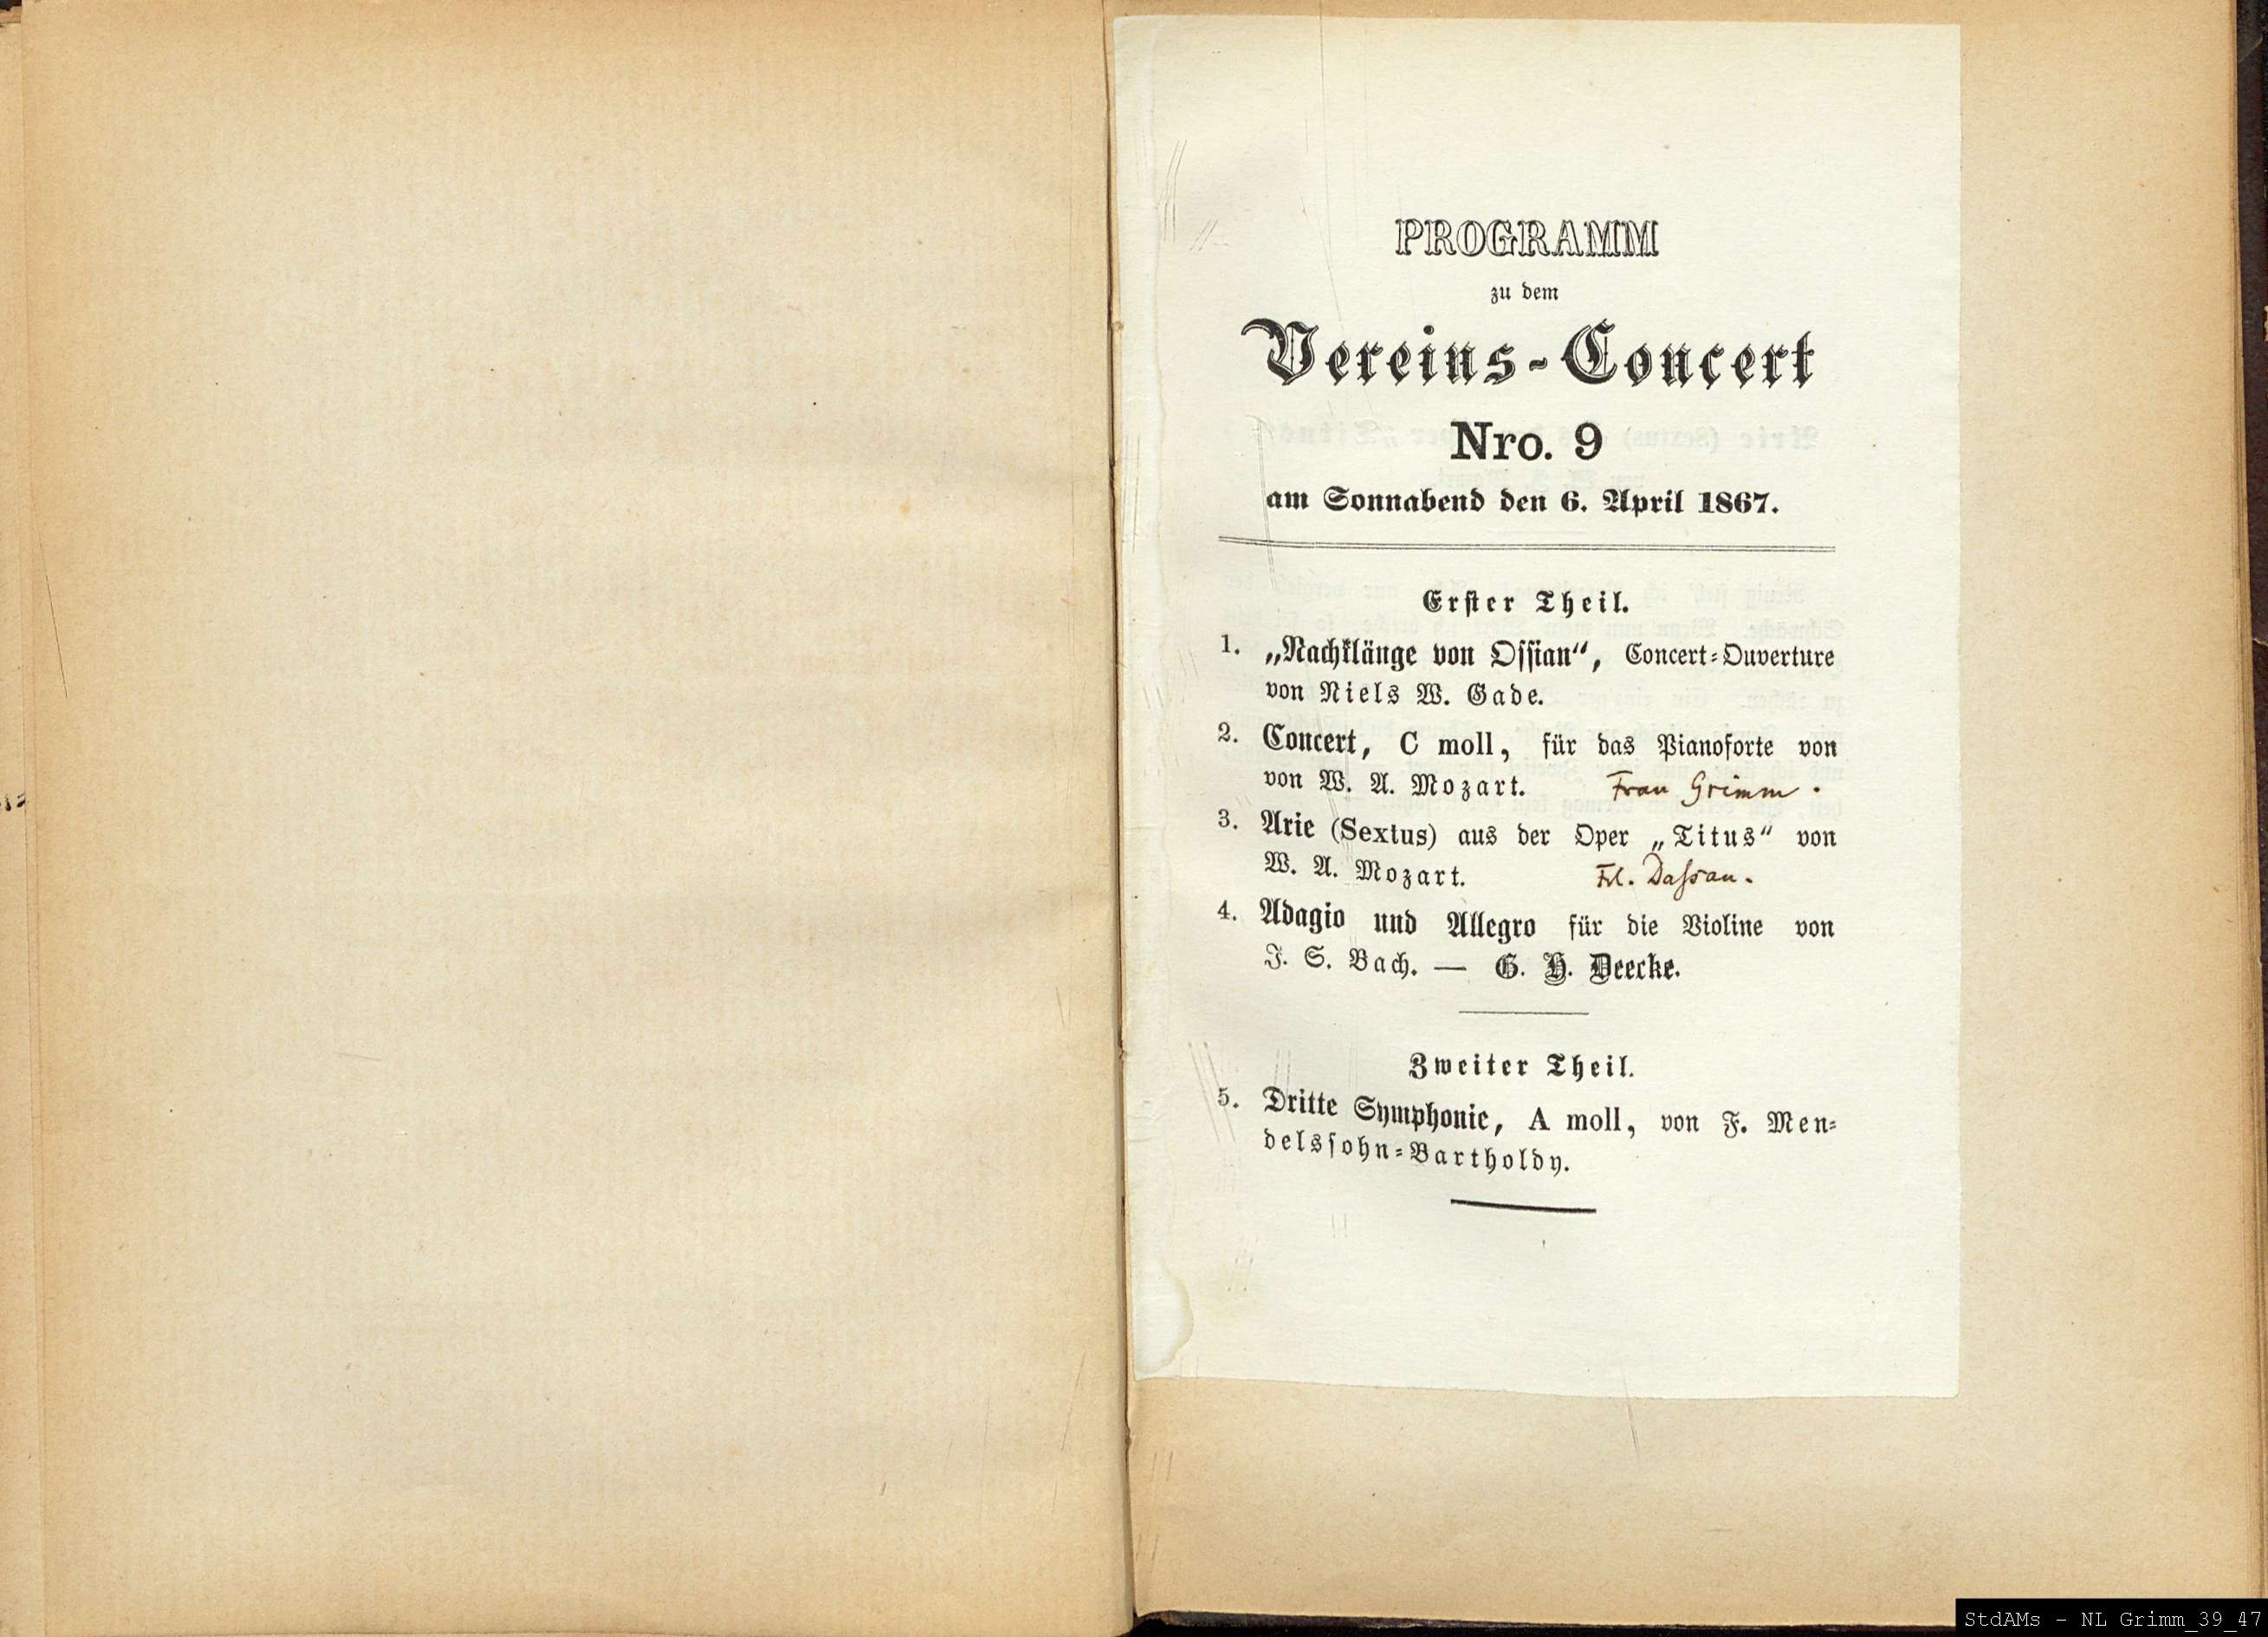 PROGRAMM
zu dem
Vereins-Concert
Nro. 9
am Sonnabend den 6. April 1867.
Erster Theil.
1. „Nachklänge von Ossian“, Concert-Ouverture
von Niels W. Gade.
2. Concert, C moll, für das Pianoforte von
von W. A. Mozart. Frau Grimm.
3. Arie (Sextus) aus der Oper „Titus“ von
W. A. Mozart. Frl. Dassau.
4. Adagio und Allegro für die Violine von
J. S. Bach. — G. H. Deecke.
Zweiter Theil.
5. Dritte Symphonie, A moll, von F. Men-
delssohn-Bartholdy.
StdAMs - NL Grimm_39_47